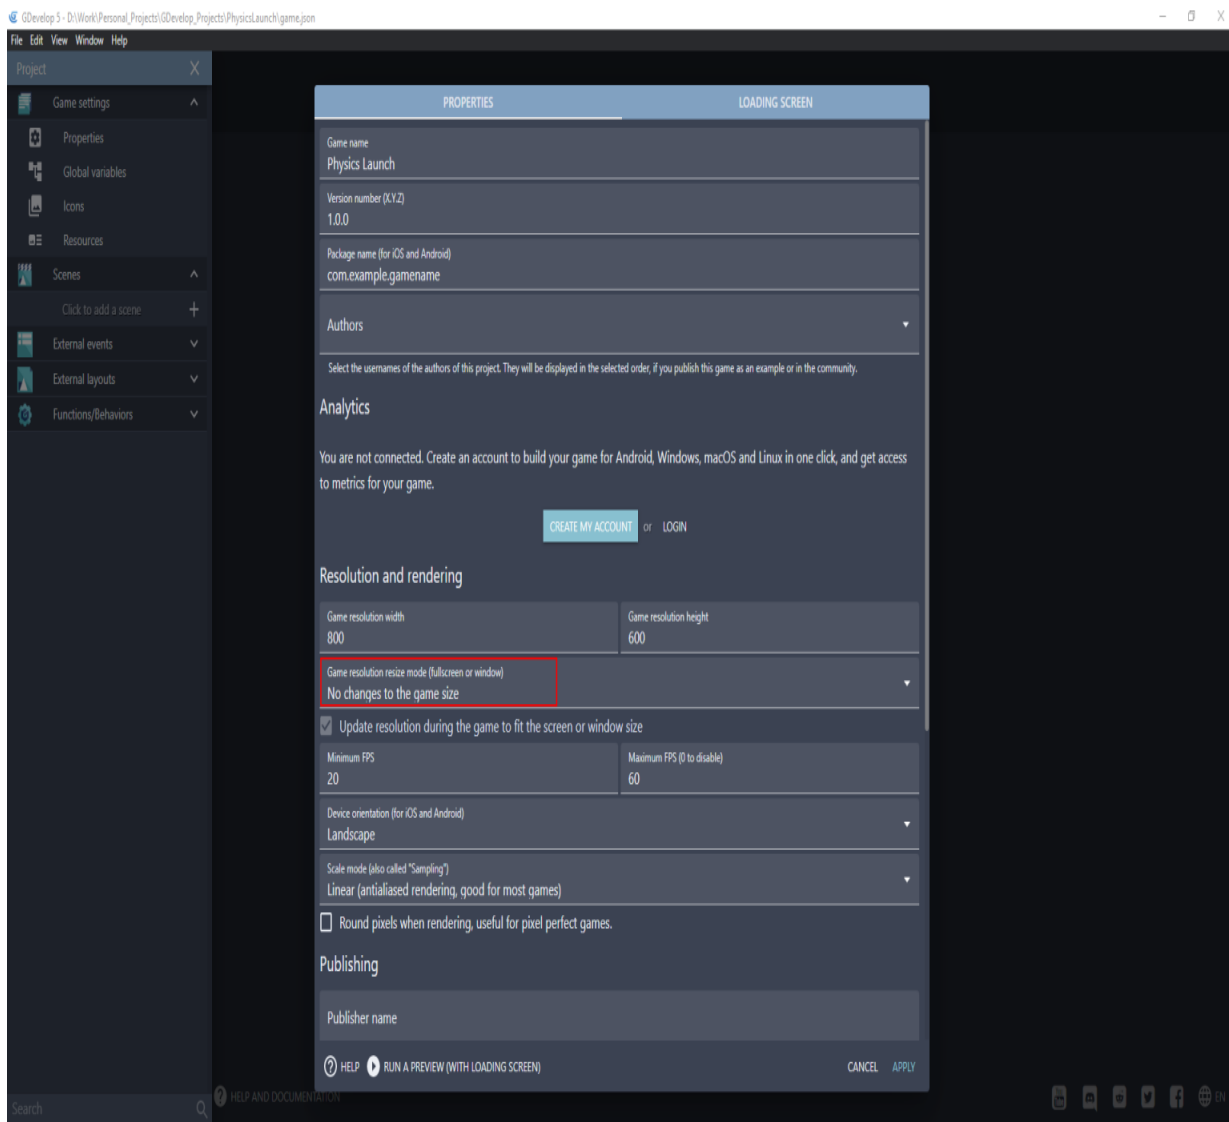 GDevelop 5 - D:\Work\Personal_Projects\GDevelop_Projects\PhysicsLaunch\game.json
File Edit View Window Help
Project
Game settings
Properties
Global variables
Icons
Resources
Scenes
Click to add a scene
External events
External layouts
Functions/Behaviors
Search
PROPERTIES LOADING SCREEN
Game name
Physics Launch
Version number (X.Y.Z)
1.0.0
Package name (for iOS and Android)
com.example.gamename
Authors
Select the usernames of the authors of this project. They will be displayed in the selected order, if you publish this game as an example or in the community.
Analytics
You are not connected. Create an account to build your game for Android, Windows, macOS and Linux in one click, and get access
to metrics for your game.
CREATE MY ACCOUNT or LOGIN
Resolution and rendering
Game resolution width Game resolution height
800 600
Game resolution resize mode (fullscreen or window)
No changes to the game size
Update resolution during the game to fit the screen or window size
Minimum FPS Maximum FPS (0 to disable)
20 60
Device orientation (for iOS and Android)
Landscape
Scale mode (also called "Sampling")
Linear (antialiased rendering, good for most games)
Round pixels when rendering, useful for pixel perfect games.
Publishing
Publisher name
HELP RUN A PREVIEW (WITH LOADING SCREEN) CANCEL APPLY
HELP AND DOCUMENTATION EN